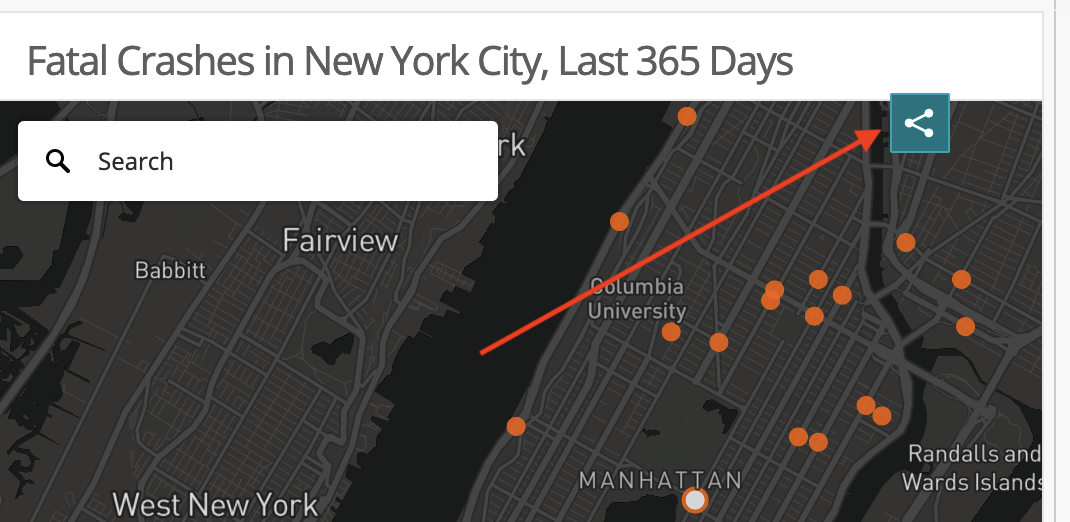 Fatal Crashes in New York City, Last 365 Days
Search
rk
Fairview
Babbitt
Columbia
University
MANHATTAN
Randalls and
Wards Islands
West New York